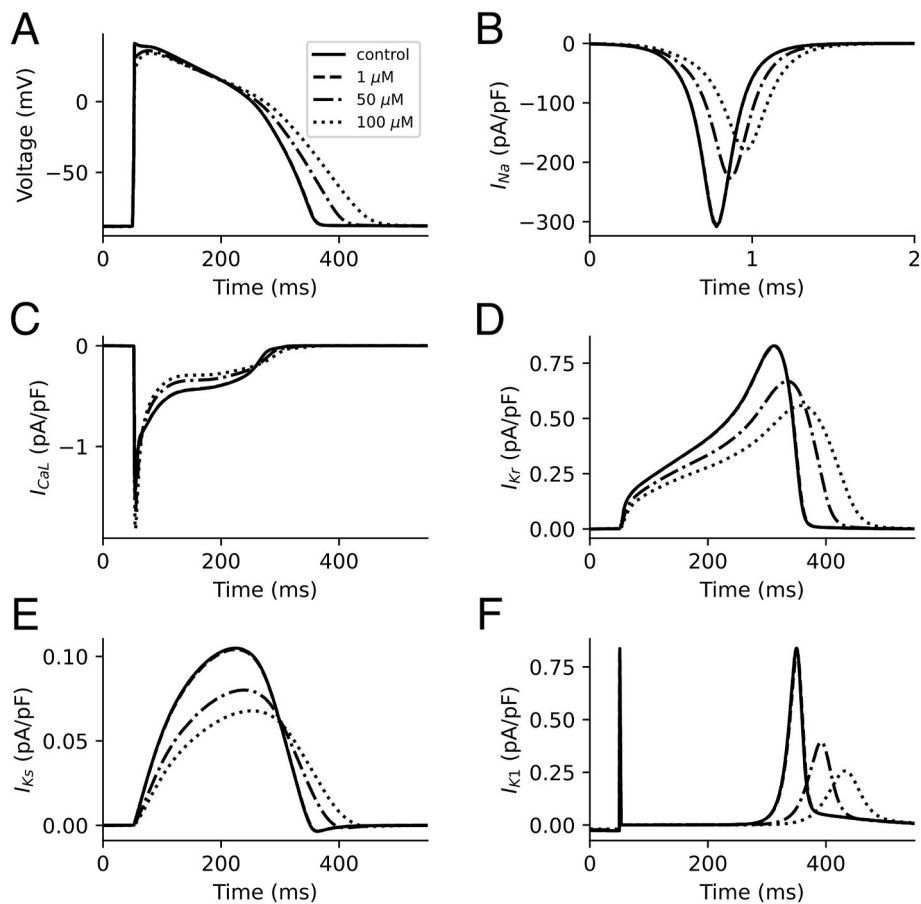 A
Voltage (mV)
0
−50
control
1 μM
50 μM
100 μM
0 200 400
Time (ms)
B
I_Na (pA/pF)
0
−100
−200
−300
0 1 2
Time (ms)
C
I_CaL (pA/pF)
0
−1
0 200 400
Time (ms)
D
I_Kr (pA/pF)
0.75
0.50
0.25
0.00
0 200 400
Time (ms)
E
I_Ks (pA/pF)
0.10
0.05
0.00
0 200 400
Time (ms)
F
I_K1 (pA/pF)
0.75
0.50
0.25
0.00
0 200 400
Time (ms)